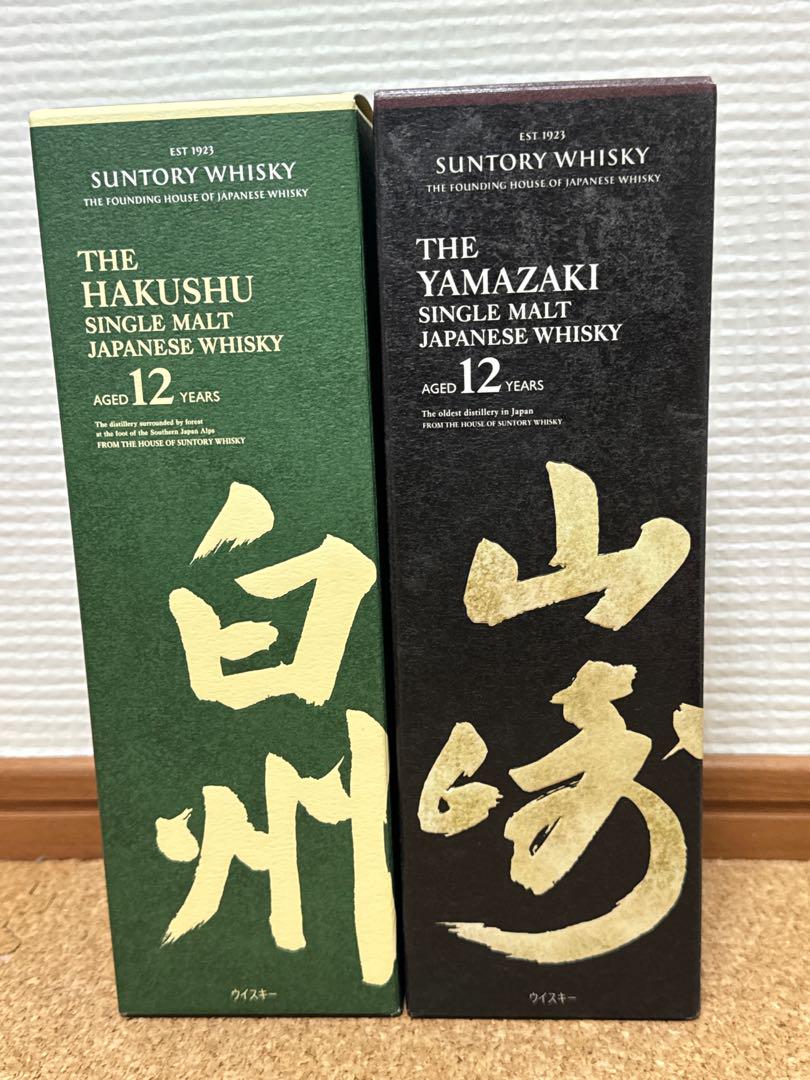 EST 1923
SUNTORY WHISKY
THE FOUNDING HOUSE OF JAPANESE WHISKY
THE
HAKUSHU
SINGLE MALT
JAPANESE WHISKY
AGED 12 YEARS
The distillery surrounded by forest
at the foot of the Southern Japan Alps
FROM THE HOUSE OF SUNTORY WHISKY
白
州
ウイスキー
EST 1923
SUNTORY WHISKY
THE FOUNDING HOUSE OF JAPANESE WHISKY
THE
YAMAZAKI
SINGLE MALT
JAPANESE WHISKY
AGED 12 YEARS
The oldest distillery in Japan
FROM THE HOUSE OF SUNTORY WHISKY
山
崎
ウイスキー